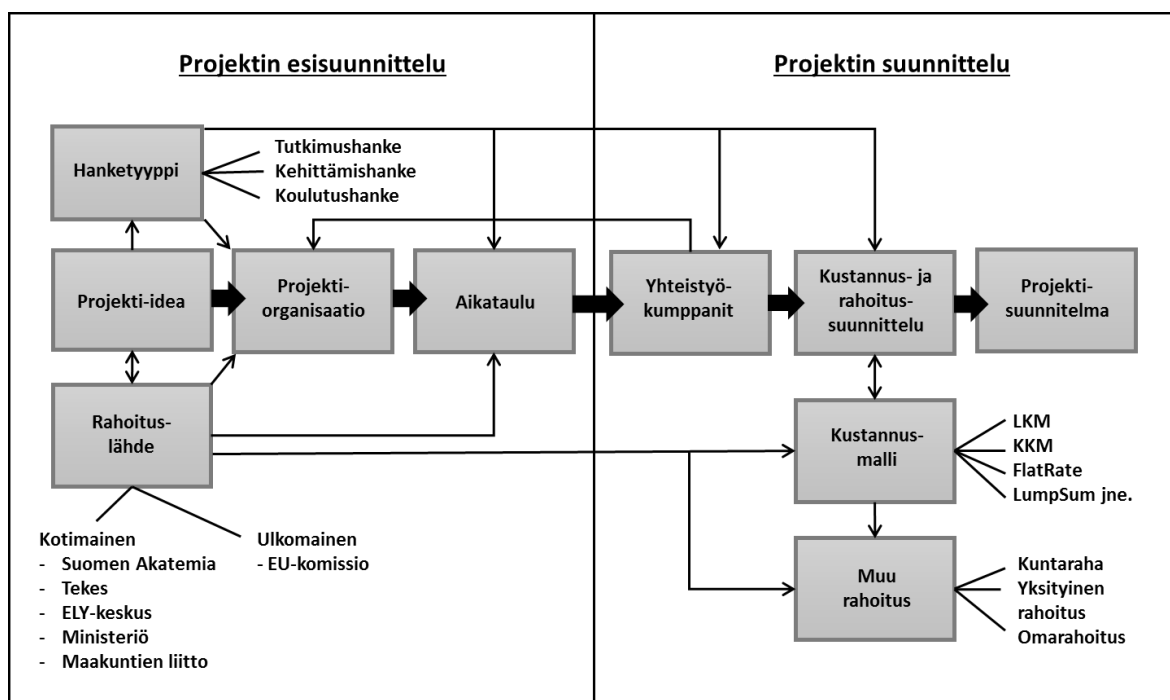 Projektin esisuunnittelu
Hanketyyppi
Tutkimushanke
Kehittämishanke
Koulutushanke
Projekti-idea
Projekti-
organisaatio
Aikataulu
Rahoitus-
lähde
Kotimainen
- Suomen Akatemia
- Tekes
- ELY-keskus
- Ministeriö
- Maakuntien liitto
Ulkomainen
- EU-komissio
Projektin suunnittelu
Yhteistyö-
kumppanit
Kustannus- ja
rahoitus-
suunnittelu
Projekti-
suunnitelma
Kustannus-
malli
LKM
KKM
FlatRate
LumpSum jne.
Muu
rahoitus
Kuntaraha
Yksityinen
rahoitus
Omarahoitus